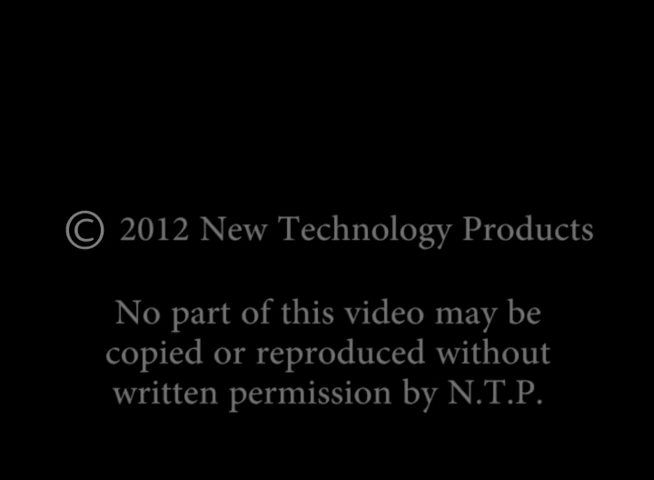 © 2012 New Technology Products
No part of this video may be
copied or reproduced without
written permission by N.T.P.